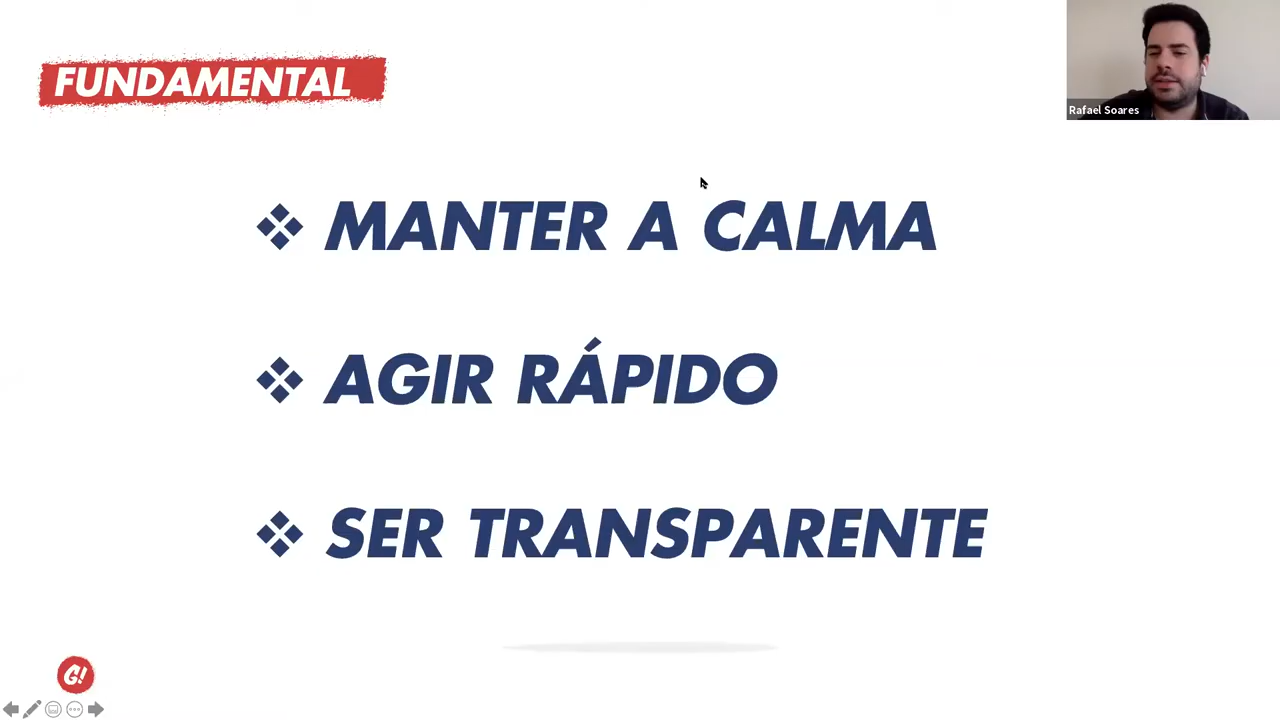 FUNDAMENTAL
Rafael Soares
MANTER A CALMA
AGIR RÁPIDO
SER TRANSPARENTE
G!